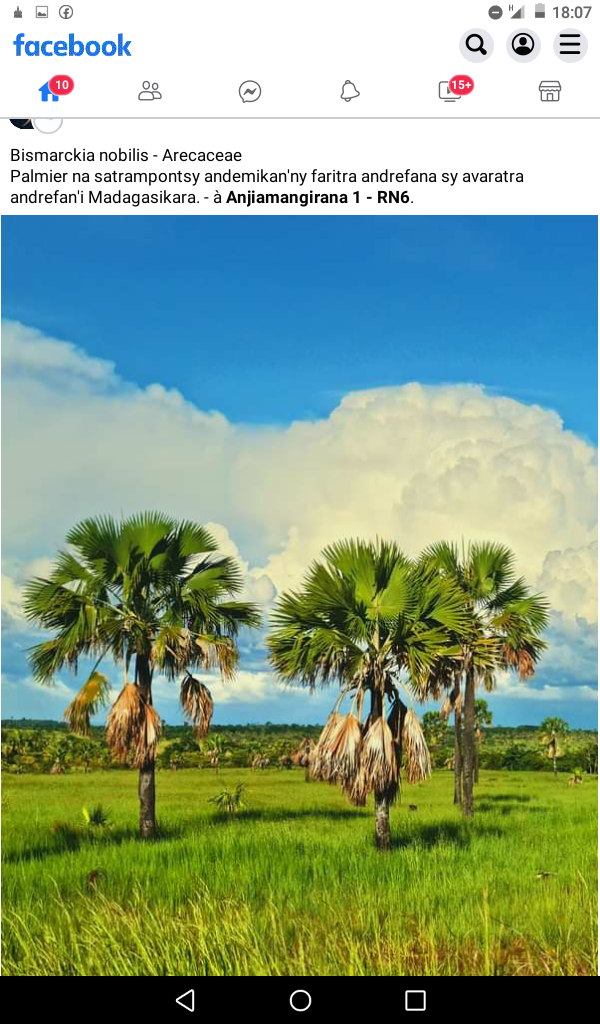 H 18:07
facebook
10
15+
Bismarckia nobilis - Arecaceae
Palmier na satrampontsy andemikan'ny faritra andrefana sy avaratra
andrefan'i Madagasikara. - à Anjiamangirana 1 - RN6.